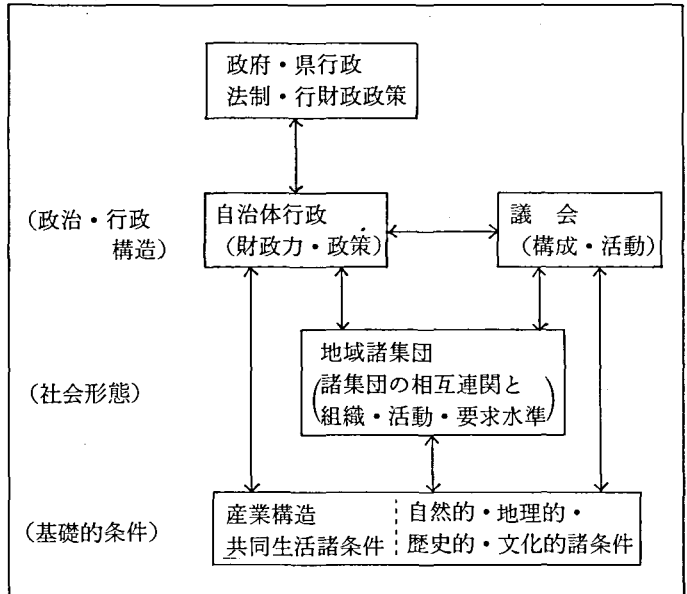 政府・県行政
法制・行財政政策
(政治・行政
構造)
自治体行政
(財政力・政策)
議 会
(構成・活動)
(社会形態)
地域諸集団
(諸集団の相互連関と
組織・活動・要求水準)
(基礎的条件)
産業構造
共同生活諸条件
自然的・地理的・
歴史的・文化的諸条件